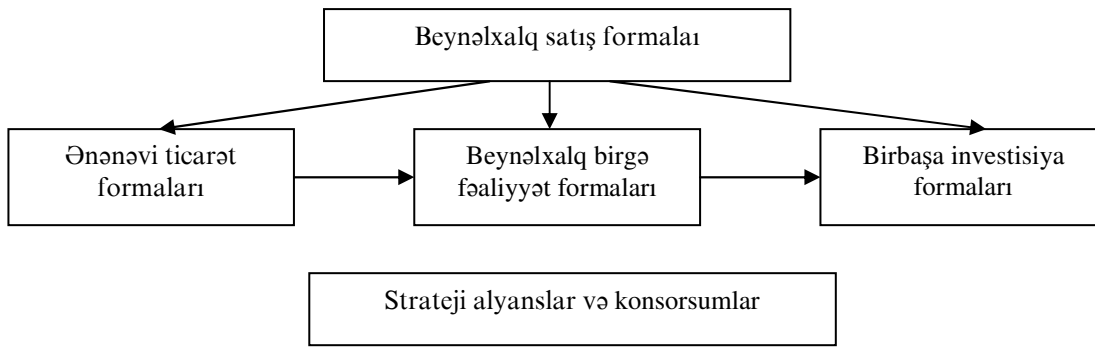 Beynəlxalq satış formalaı
Ənənəvi ticarət
formaları
Beynəlxalq birgə
fəaliyyət formaları
Birbaşa investisiya
formaları
Strateji alyanslar və konsorsumlar